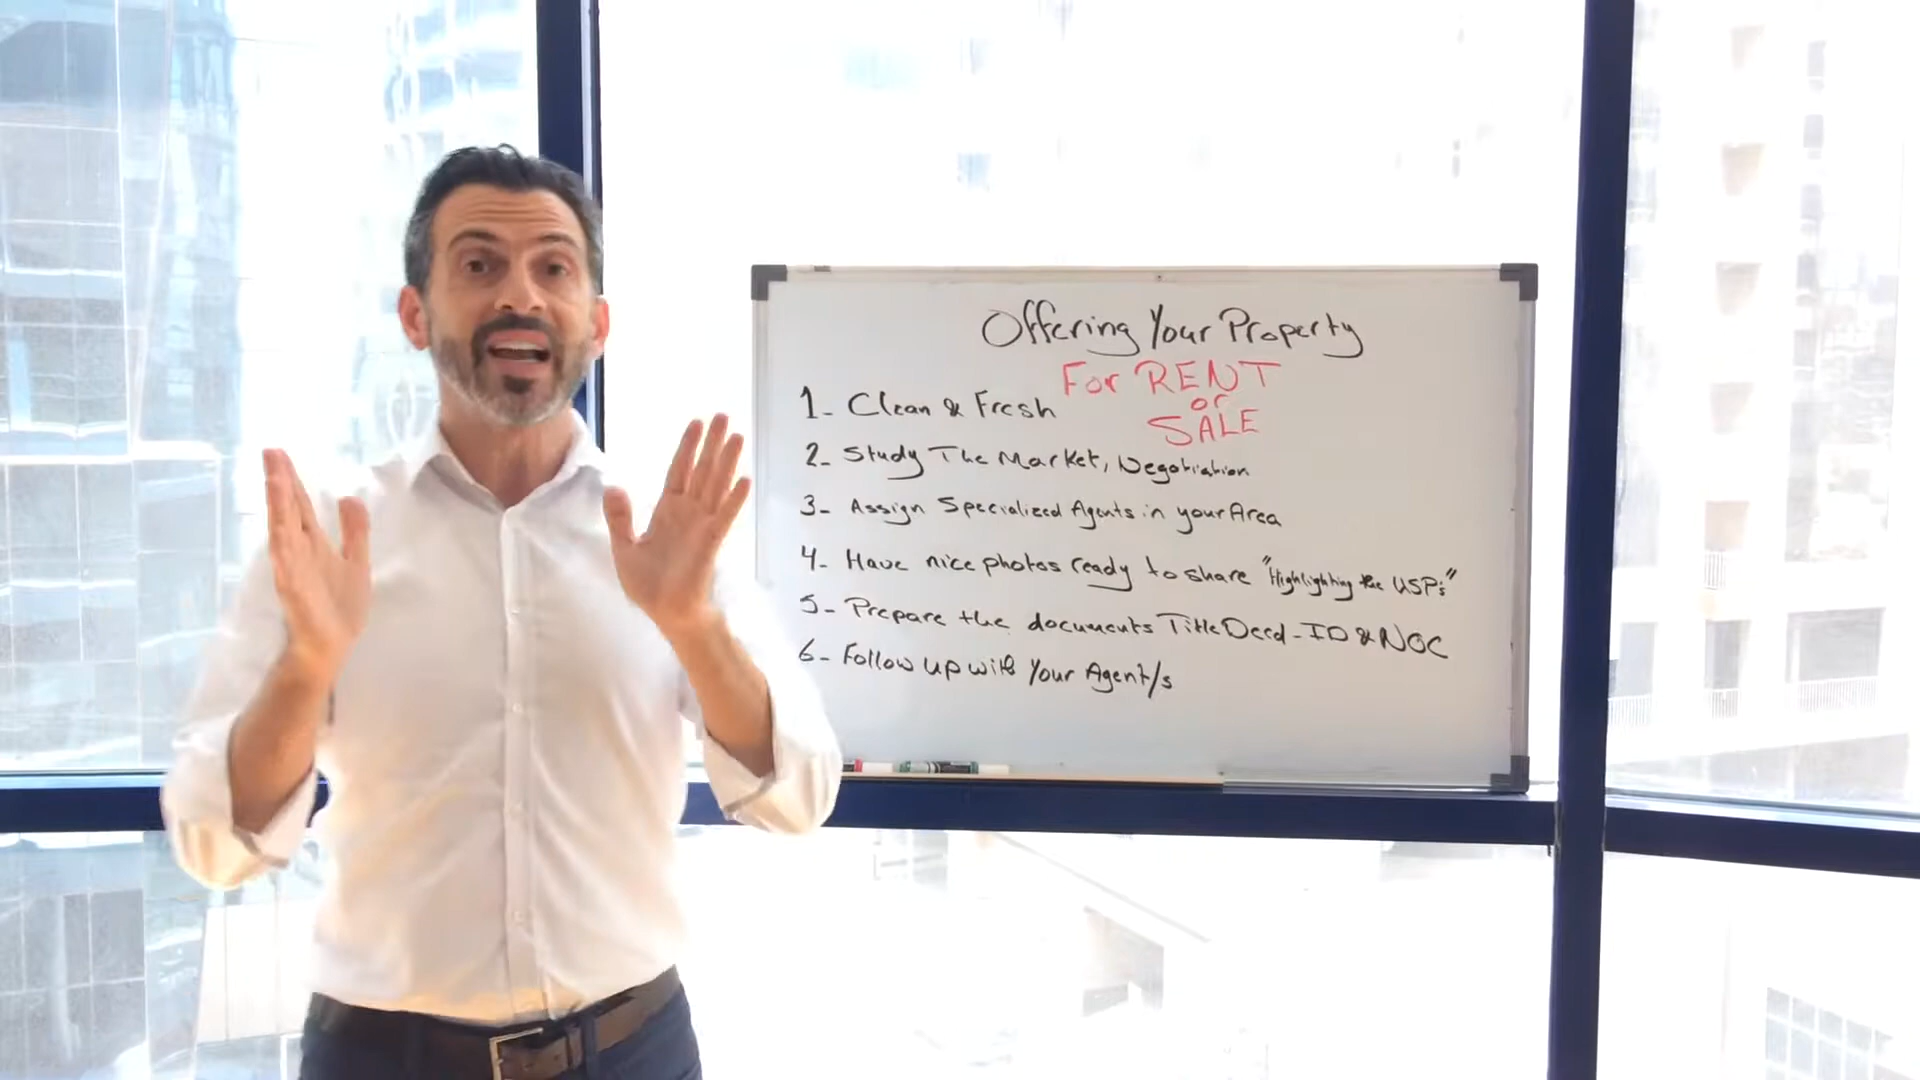 Offering Your Property
For RENT
or
SALE
1- Clean & Fresh
2- Study The Market, Negotiation
3- Assign Specialized Agents in your Area
4- Have nice photos ready to share "Highlighting the USP's"
5- Prepare the documents Title Deed - ID & NOC
6- Follow up with Your Agent/s